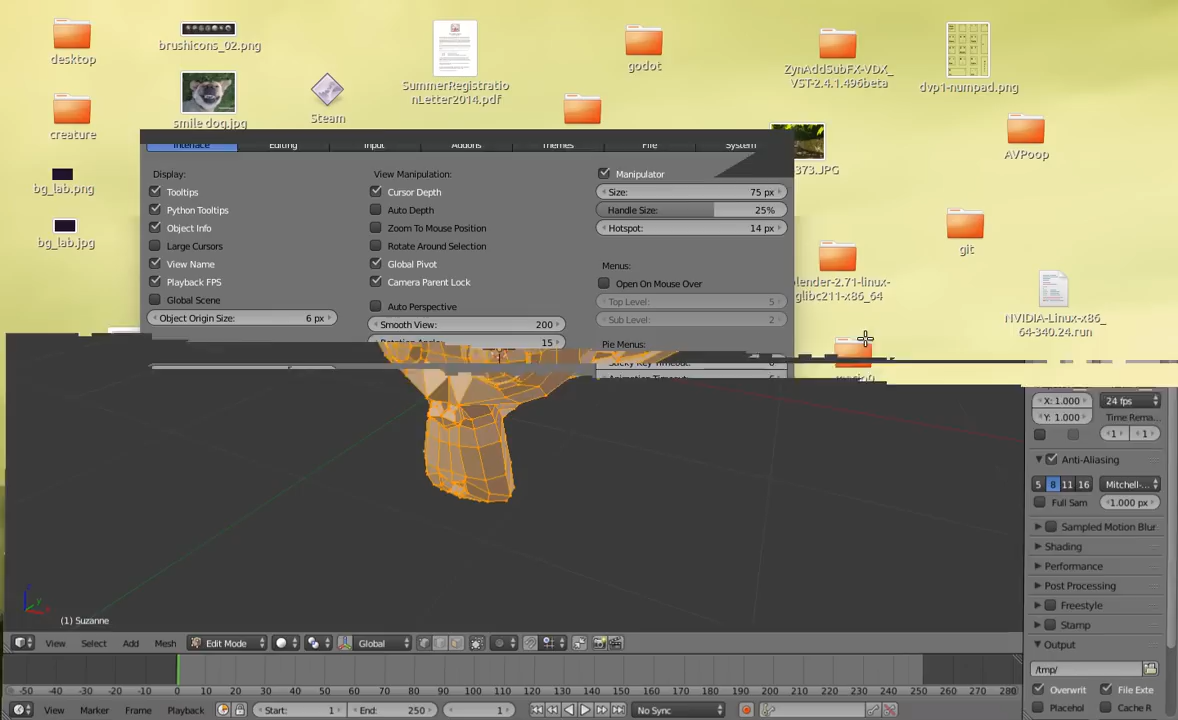 desktop
brushicons_02.png
SummerRegistratio
nLetter2014.pdf
godot
ZynAddSubFX-VDX_
VST-2.4.1.496beta
dvp1-numpad.png
creature
smile dog.jpg
Steam
AVPoop
373.JPG
bg_lab.png
bg_lab.jpg
git
lender-2.71-linux-
glibc211-x86_64
NVIDIA-Linux-x86_
64-340.24.run
Interface
Editing
Input
Addons
Themes
File
System
Display:
Tooltips
Python Tooltips
Object Info
Large Cursors
View Name
Playback FPS
Global Scene
Object Origin Size: 6 px
View Manipulation:
Cursor Depth
Auto Depth
Zoom To Mouse Position
Rotate Around Selection
Global Pivot
Camera Parent Lock
Auto Perspective
Smooth View: 200
Rotation Angle: 15
Manipulator
Size: 75 px
Handle Size: 25%
Hotspot: 14 px
Menus:
Open On Mouse Over
Top Level: 5
Sub Level: 2
Pie Menus:
Animation Timeout:
X: 1.000
24 fps
Y: 1.000
Time Rema..
1
1
Anti-Aliasing
5 8 11 16
Mitchell-...
Full Sam
1.000 px
Sampled Motion Blur
Shading
Performance
Post Processing
Freestyle
Stamp
Output
/tmp/
Overwrit
File Exte
Placehol
Cache R
(1) Suzanne
View Select Add Mesh
Edit Mode
Global
-50 -40 -30 -20 -10 0 10 20 30 40 50 60 70 80 90 100 110 120 130 140 150 160 170 180 190 200 210 220 230 240 250 260 270 280
View Marker Frame Playback
Start: 1
End: 250
1
No Sync